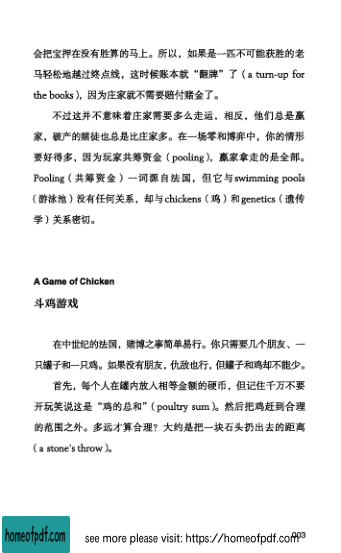 会把宝押在没有胜算的马上。所以，如果是一匹不可能获胜的老
马轻松地越过终点线，这时候账本就“翻牌”了（a turn-up for
the books），因为庄家就不需要赔付赌金了。
不过这并不意味着庄家需要多么走运，相反，他们总是赢
家，破产的赌徒也总是比庄家多。在一场零和博弈中，你的情形
要好得多，因为玩家共筹资金（pooling），赢家拿走的是全部。
Pooling（共筹资金）一词源自法国，但它与swimming pools
（游泳池）没有任何关系，却与chickens（鸡）和genetics（遗传
学）关系密切。
A Game of Chicken
斗鸡游戏
在中世纪的法国，赌博之事简单易行。你只需要几个朋友、一
只罐子和一只鸡。如果没有朋友，仇敌也行，但罐子和鸡却不能少。
首先，每个人在罐内放入相等金额的硬币，但记住千万不要
开玩笑说这是“鸡的总和”（poultry sum）。然后把鸡赶到合理
的范围之外。多远才算合理？大约是把一块石头扔出去的距离
（a stone's throw）。
003
homeofpdf.com
see more please visit: https://homeofpdf.com